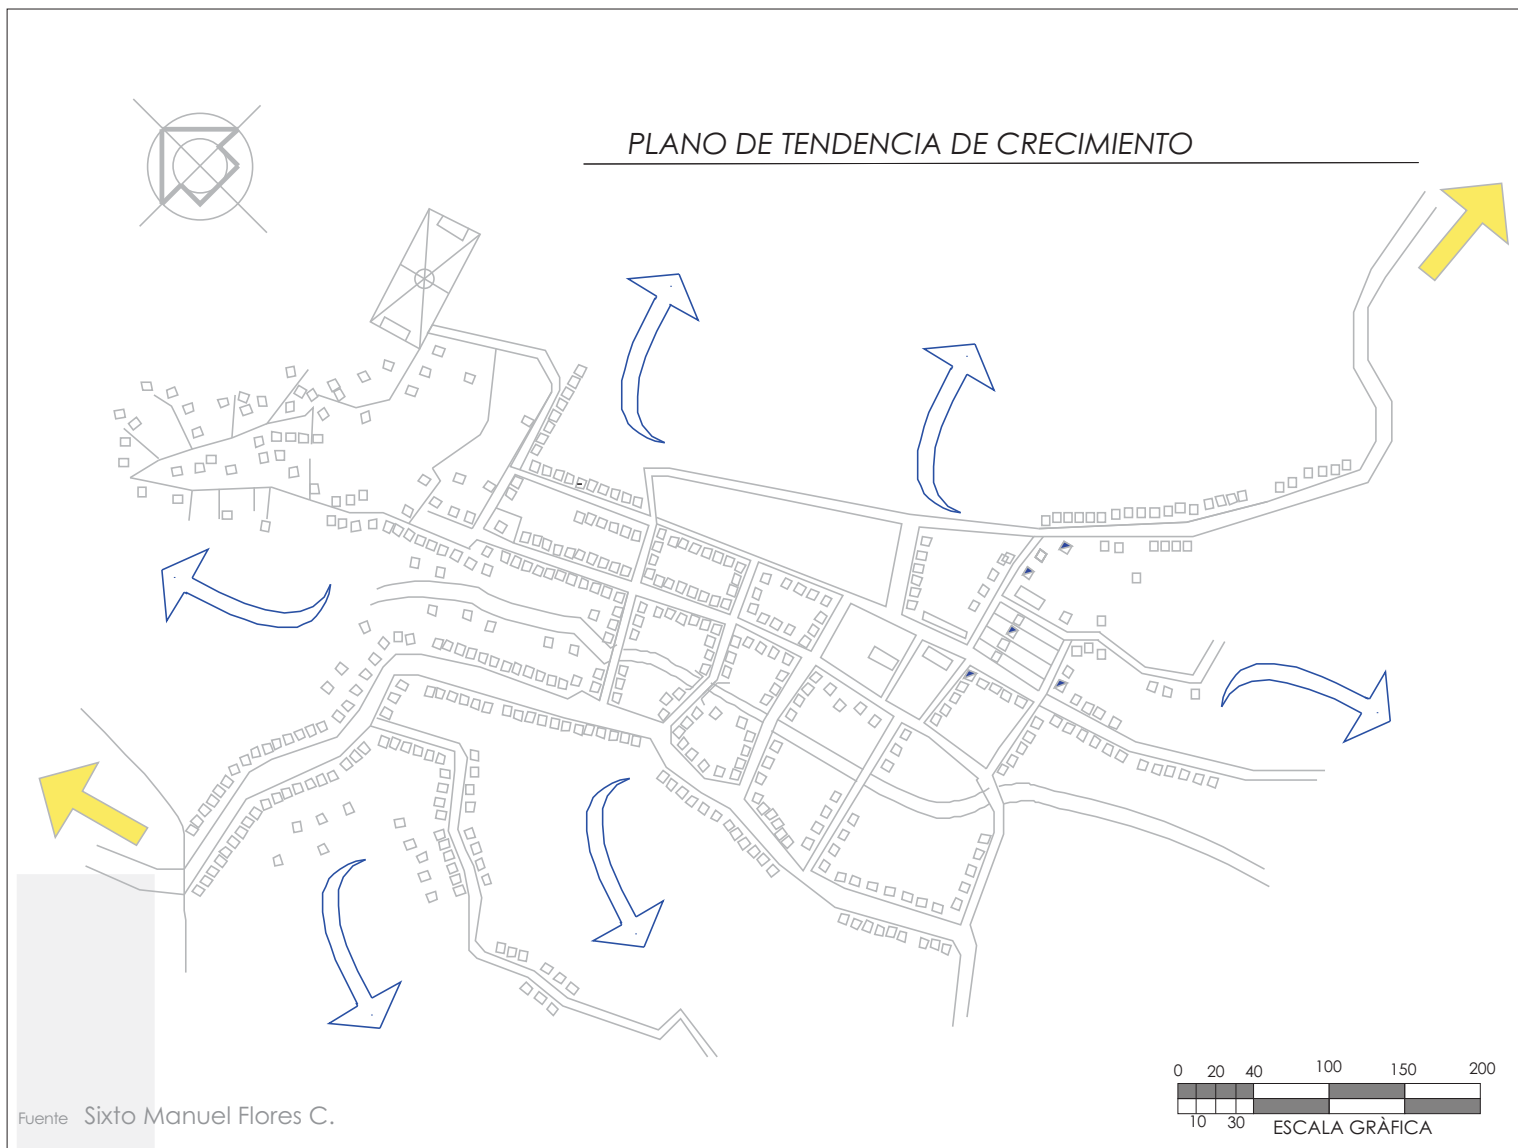 PLANO DE TENDENCIA DE CRECIMIENTO
0 20 40 100 150 200
10 30
ESCALA GRÀFICA
Fuente Sixto Manuel Flores C.